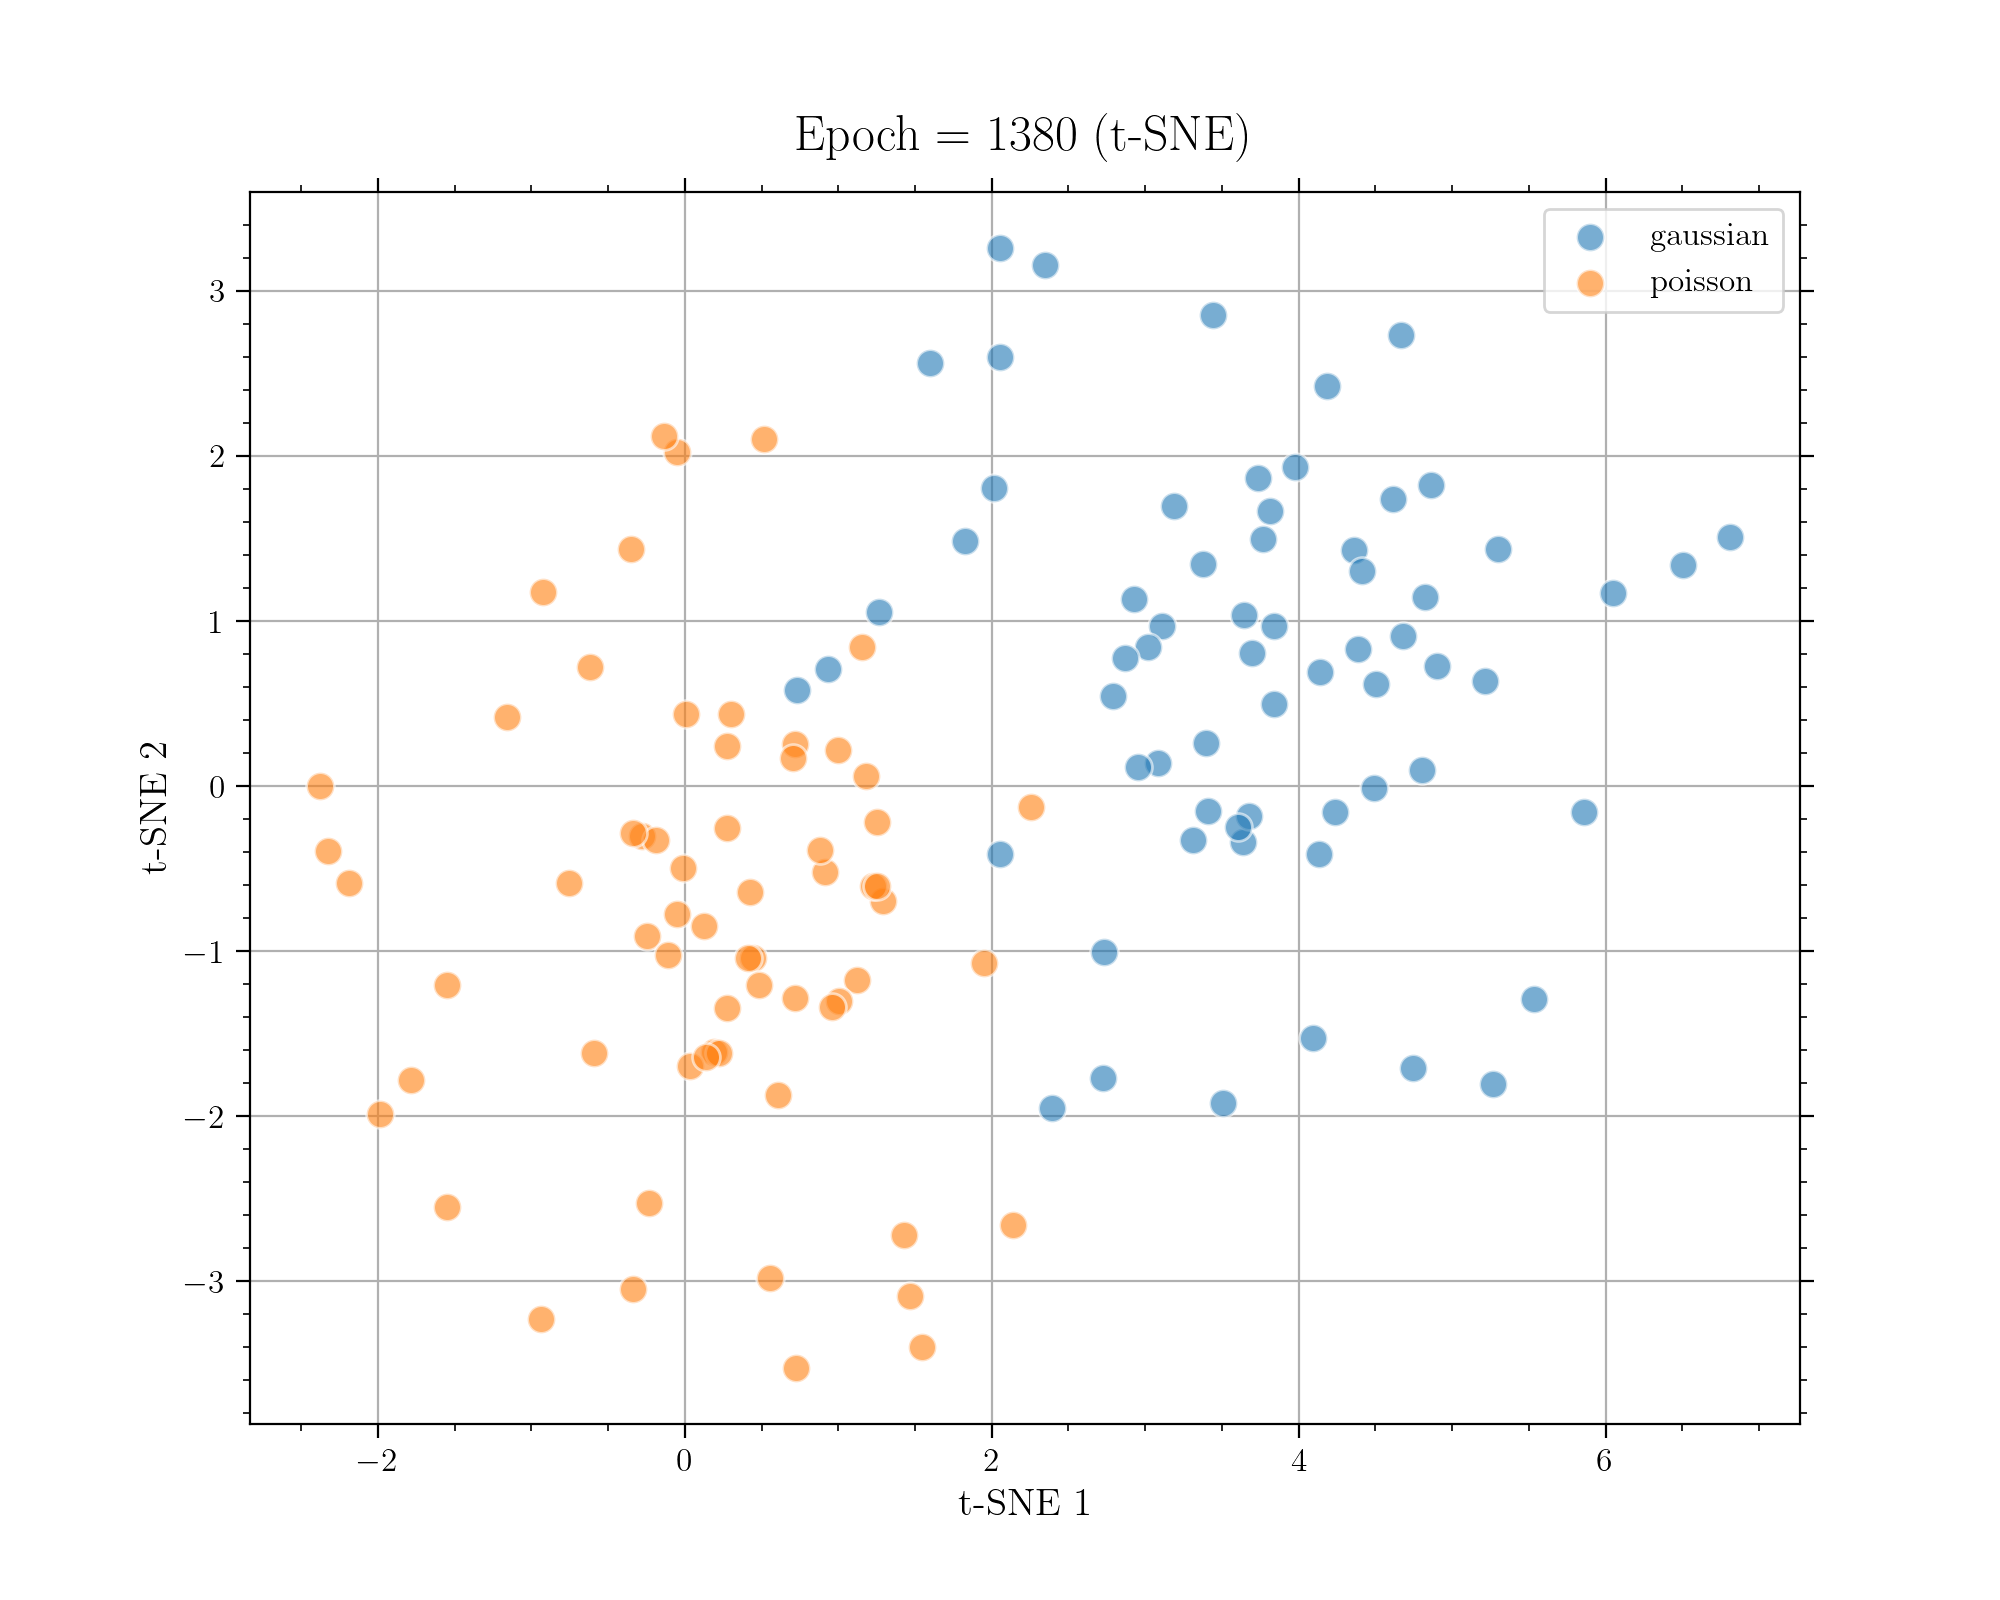 Epoch = 1380 (t-SNE)
gaussian
poisson
3
2
1
0
−1
−2
−3
t-SNE 2
−2
0
2
4
6
t-SNE 1